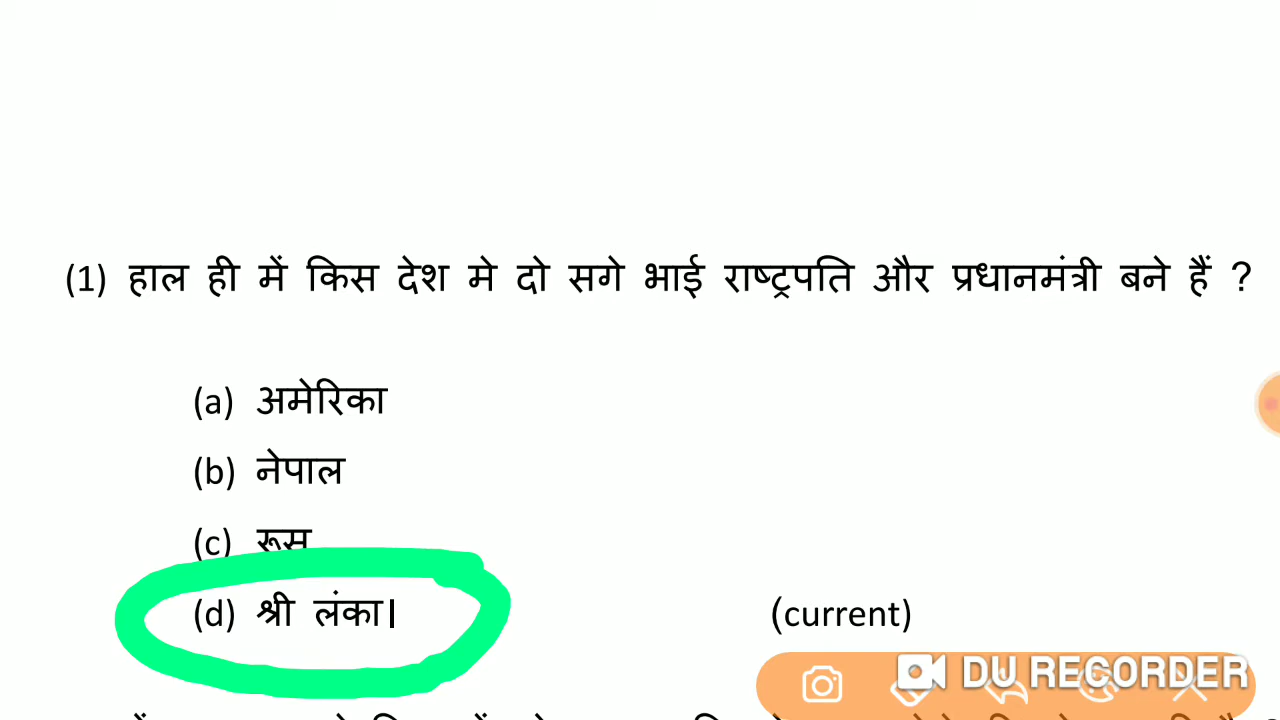 (1) हाल ही में किस देश मे दो सगे भाई राष्ट्रपति और प्रधानमंत्री बने हैं ?
(a) अमेरिका
(b) नेपाल
(c) रूस
(d) श्री लंका। (current)
DU RECORDER